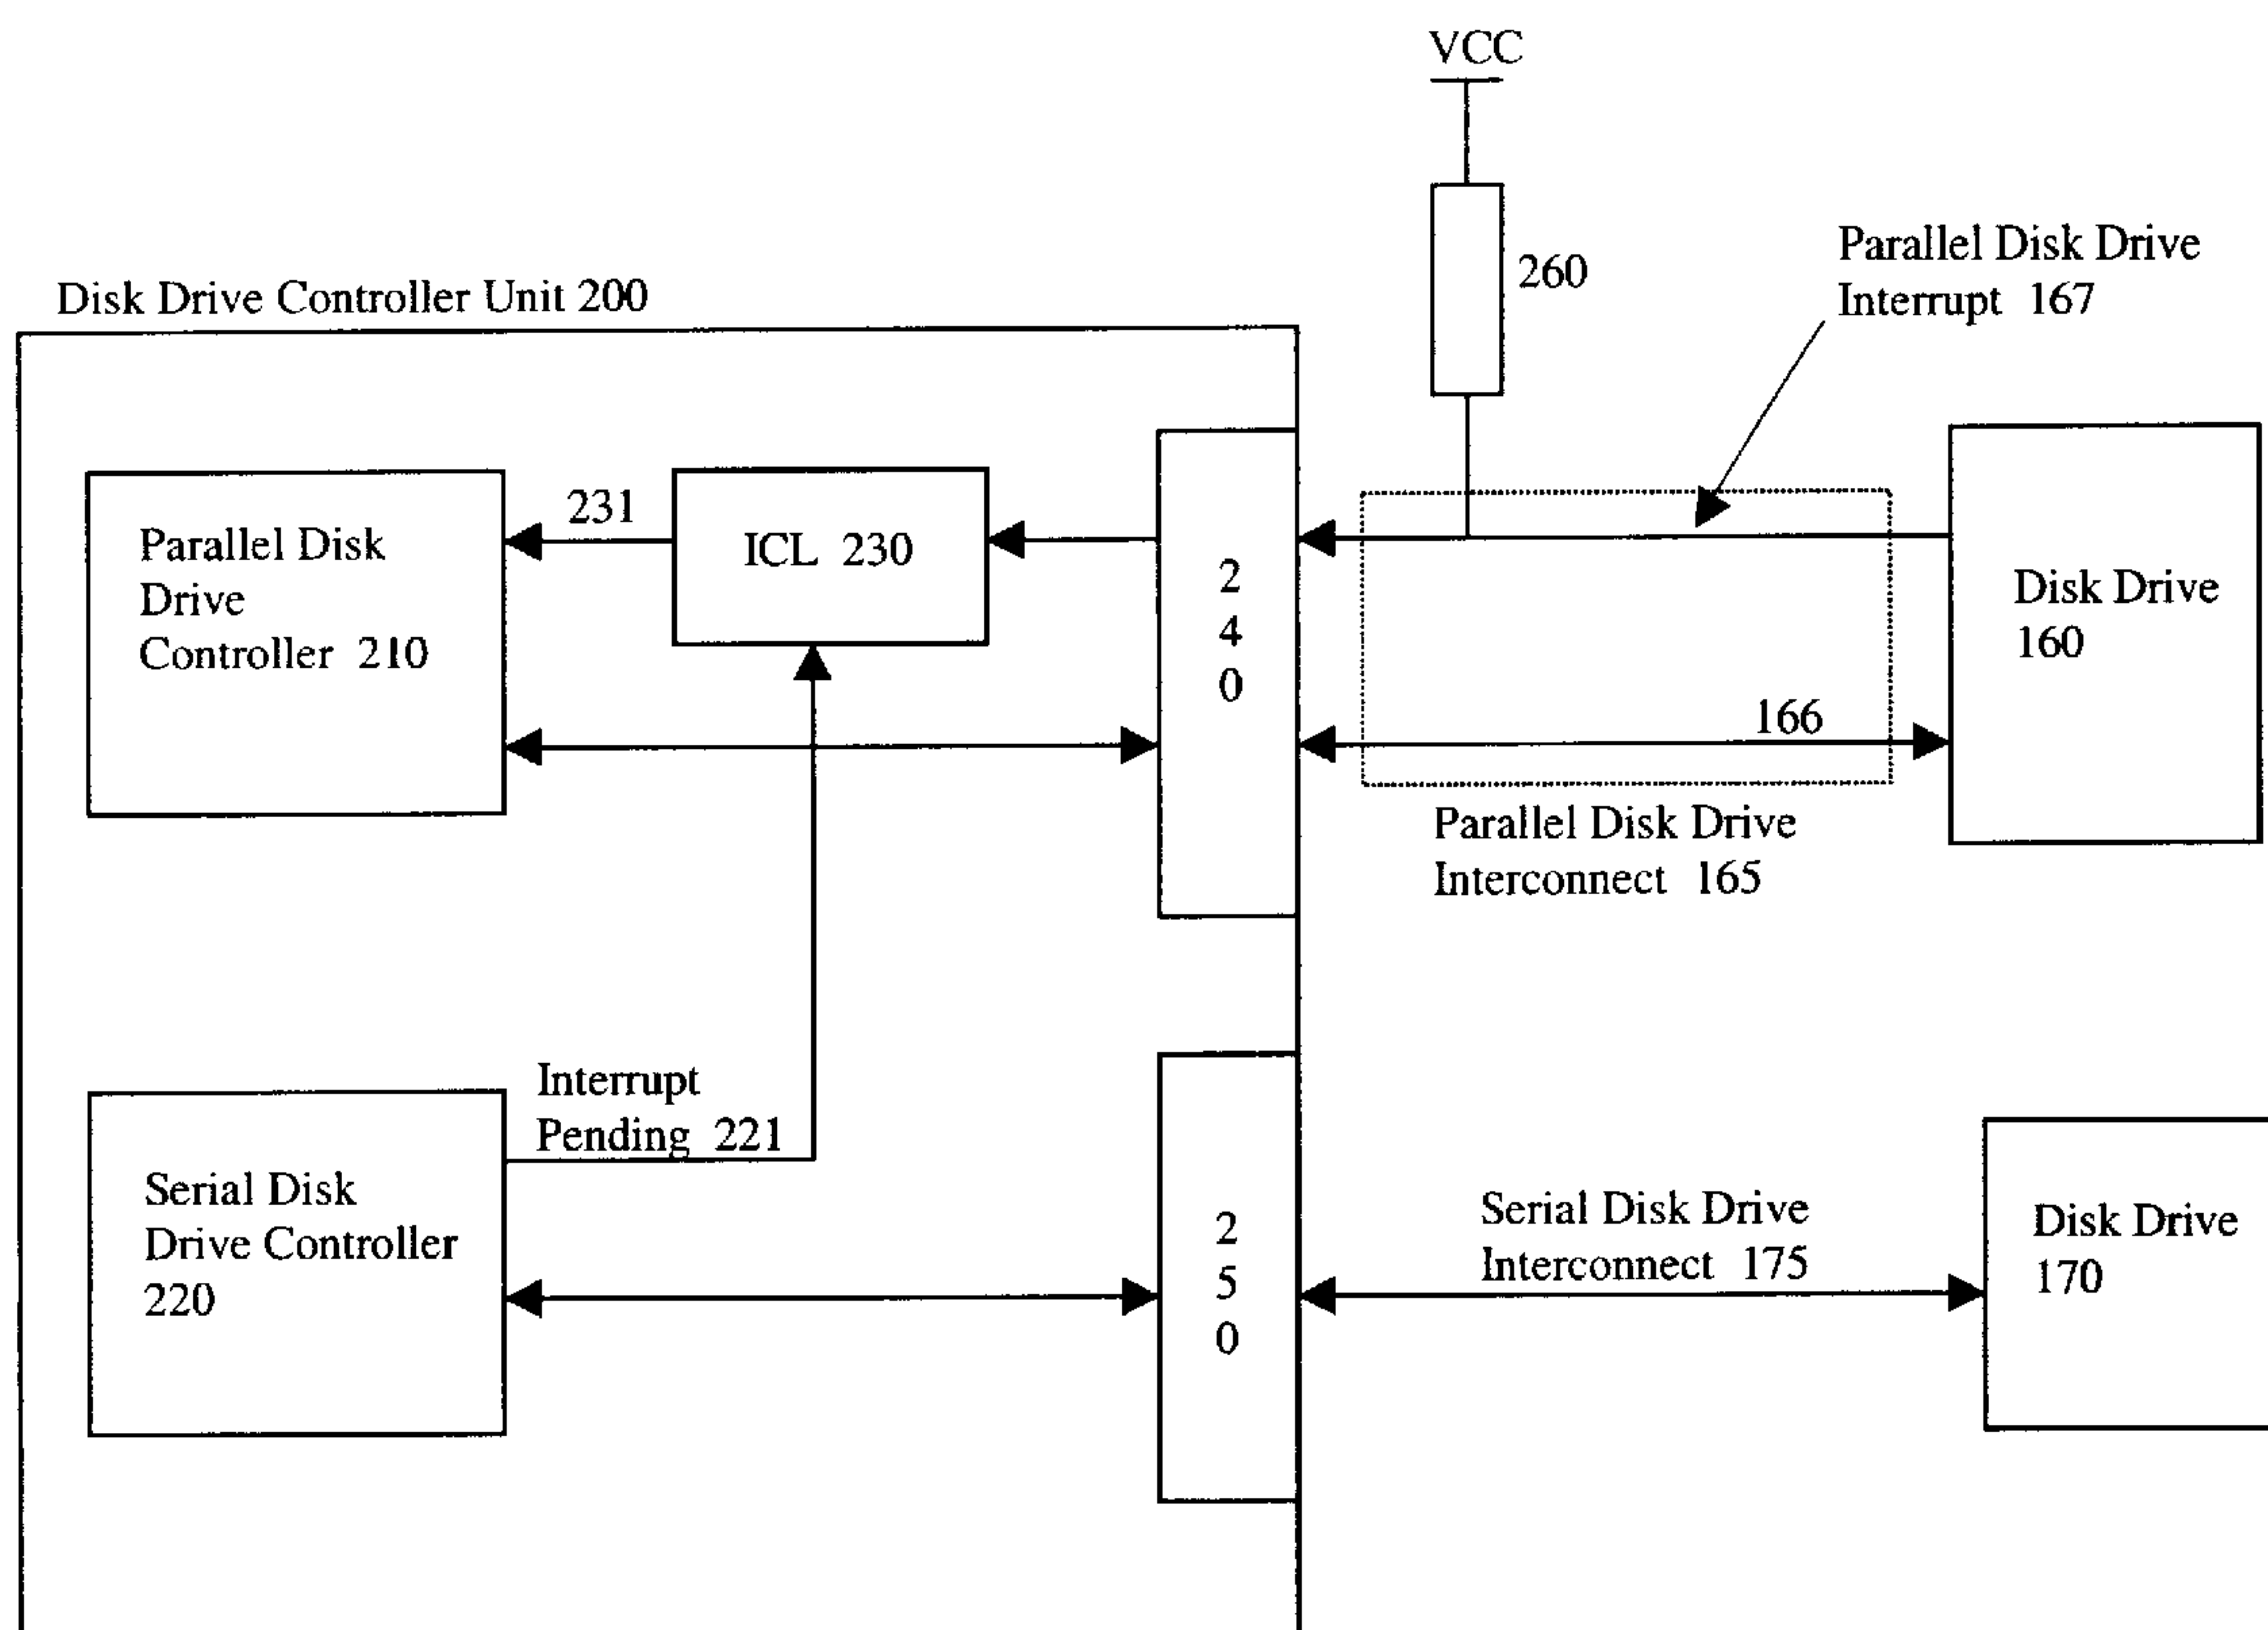 VCC
260
Parallel Disk Drive
Interrupt 167
Disk Drive Controller Unit 200
Parallel Disk
Drive
Controller 210
231
ICL 230
2
4
0
Disk Drive
160
166
Parallel Disk Drive
Interconnect 165
Interrupt
Pending 221
Serial Disk
Drive Controller
220
2
5
0
Serial Disk Drive
Interconnect 175
Disk Drive
170